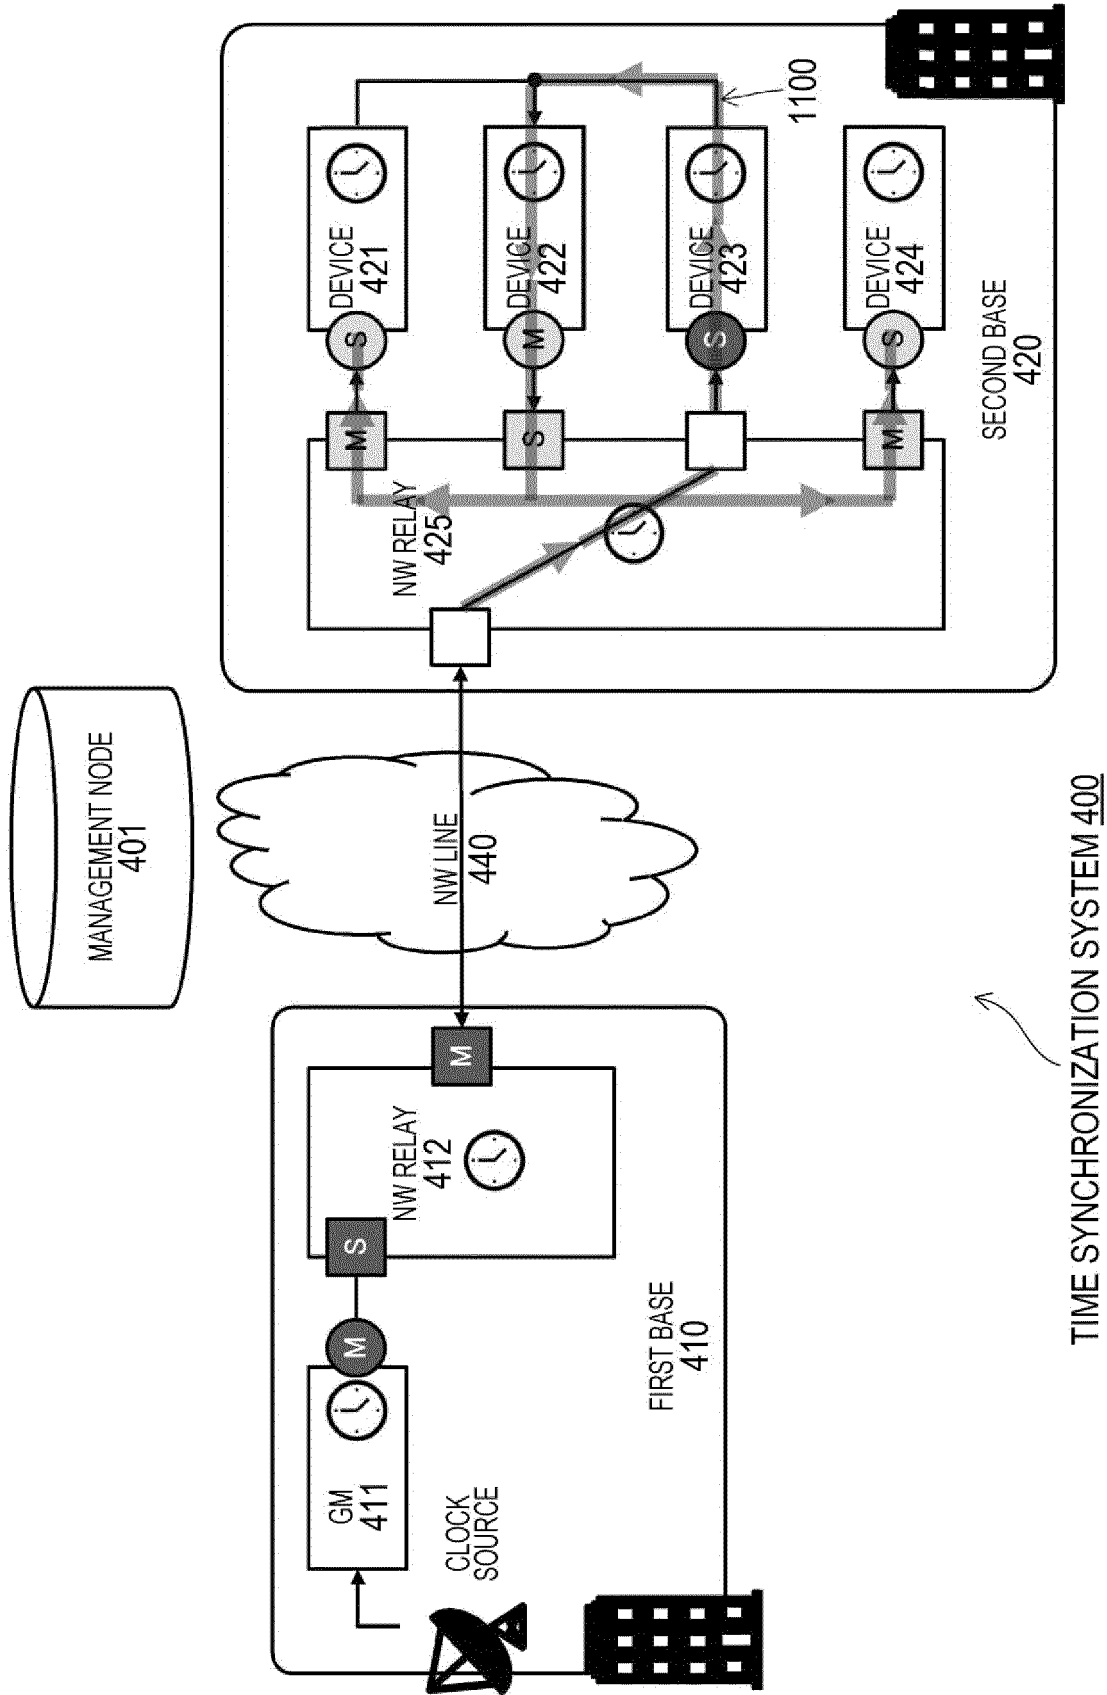 MANAGEMENT NODE
401
FIRST BASE
410
CLOCK
SOURCE
GM
411
M
S
NW RELAY
412
M
NW LINE
440
SECOND BASE
420
NW RELAY
425
M
S
M
S
DEVICE
421
M
DEVICE
422
S
DEVICE
423
S
DEVICE
424
1100
TIME SYNCHRONIZATION SYSTEM 400